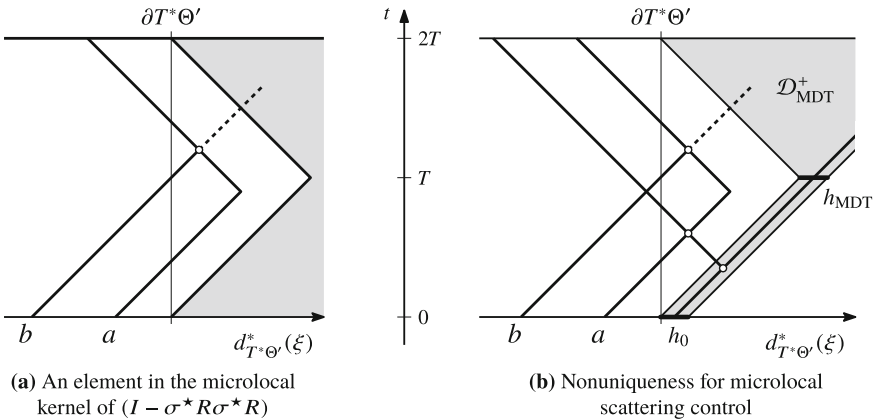 ∂T*Θ′
t
∂T*Θ′
2T
𝒟⁺_MDT
T
h_MDT
0
b
a
d*_{T*Θ′}(ξ)
b
a
h₀
d*_{T*Θ′}(ξ)
(a) An element in the microlocal
kernel of (I − σ★Rσ★R)
(b) Nonuniqueness for microlocal
scattering control